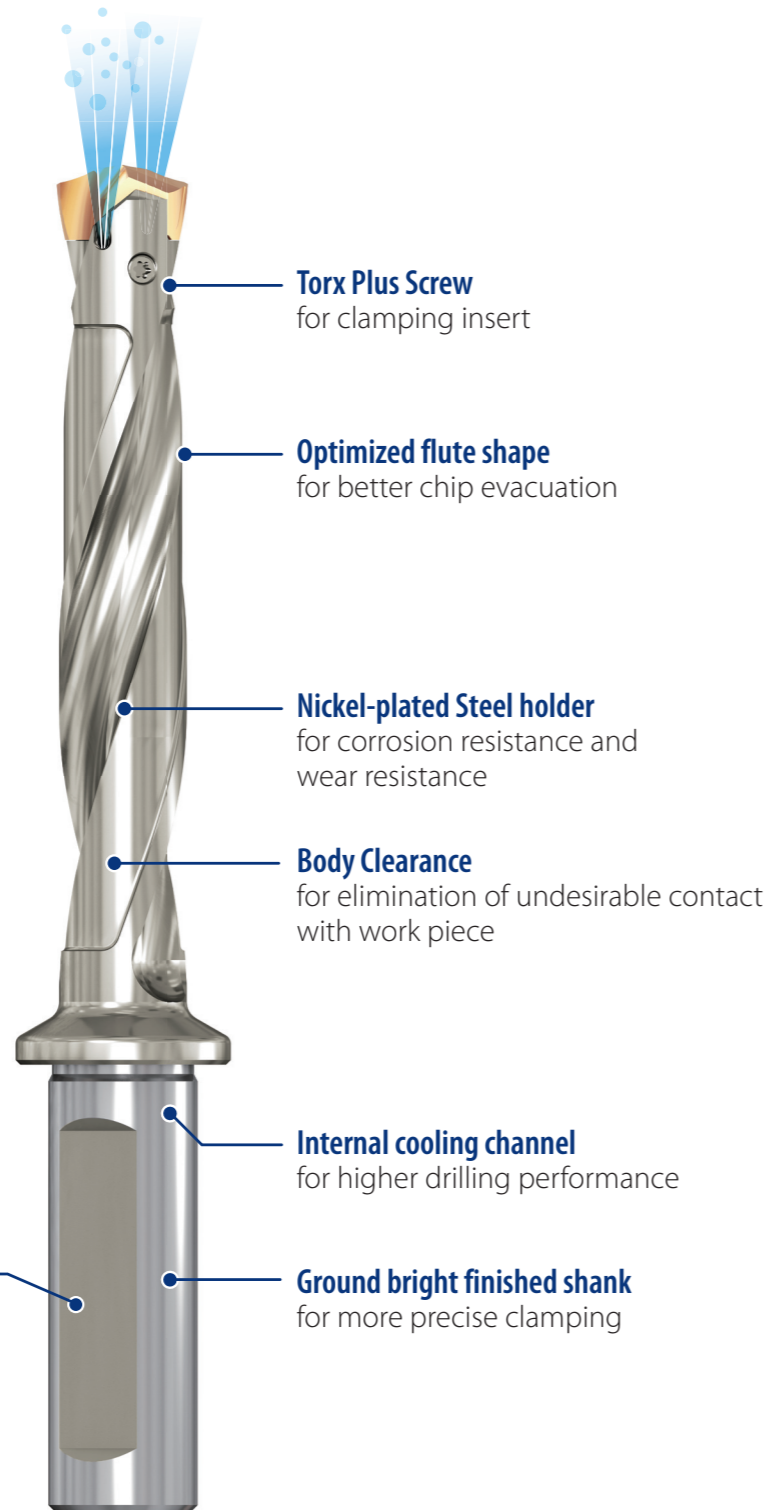 Torx Plus Screw
for clamping insert
Optimized flute shape
for better chip evacuation
Nickel-plated Steel holder
for corrosion resistance and
wear resistance
Body Clearance
for elimination of undesirable contact
with work piece
Internal cooling channel
for higher drilling performance
Ground bright finished shank
for more precise clamping